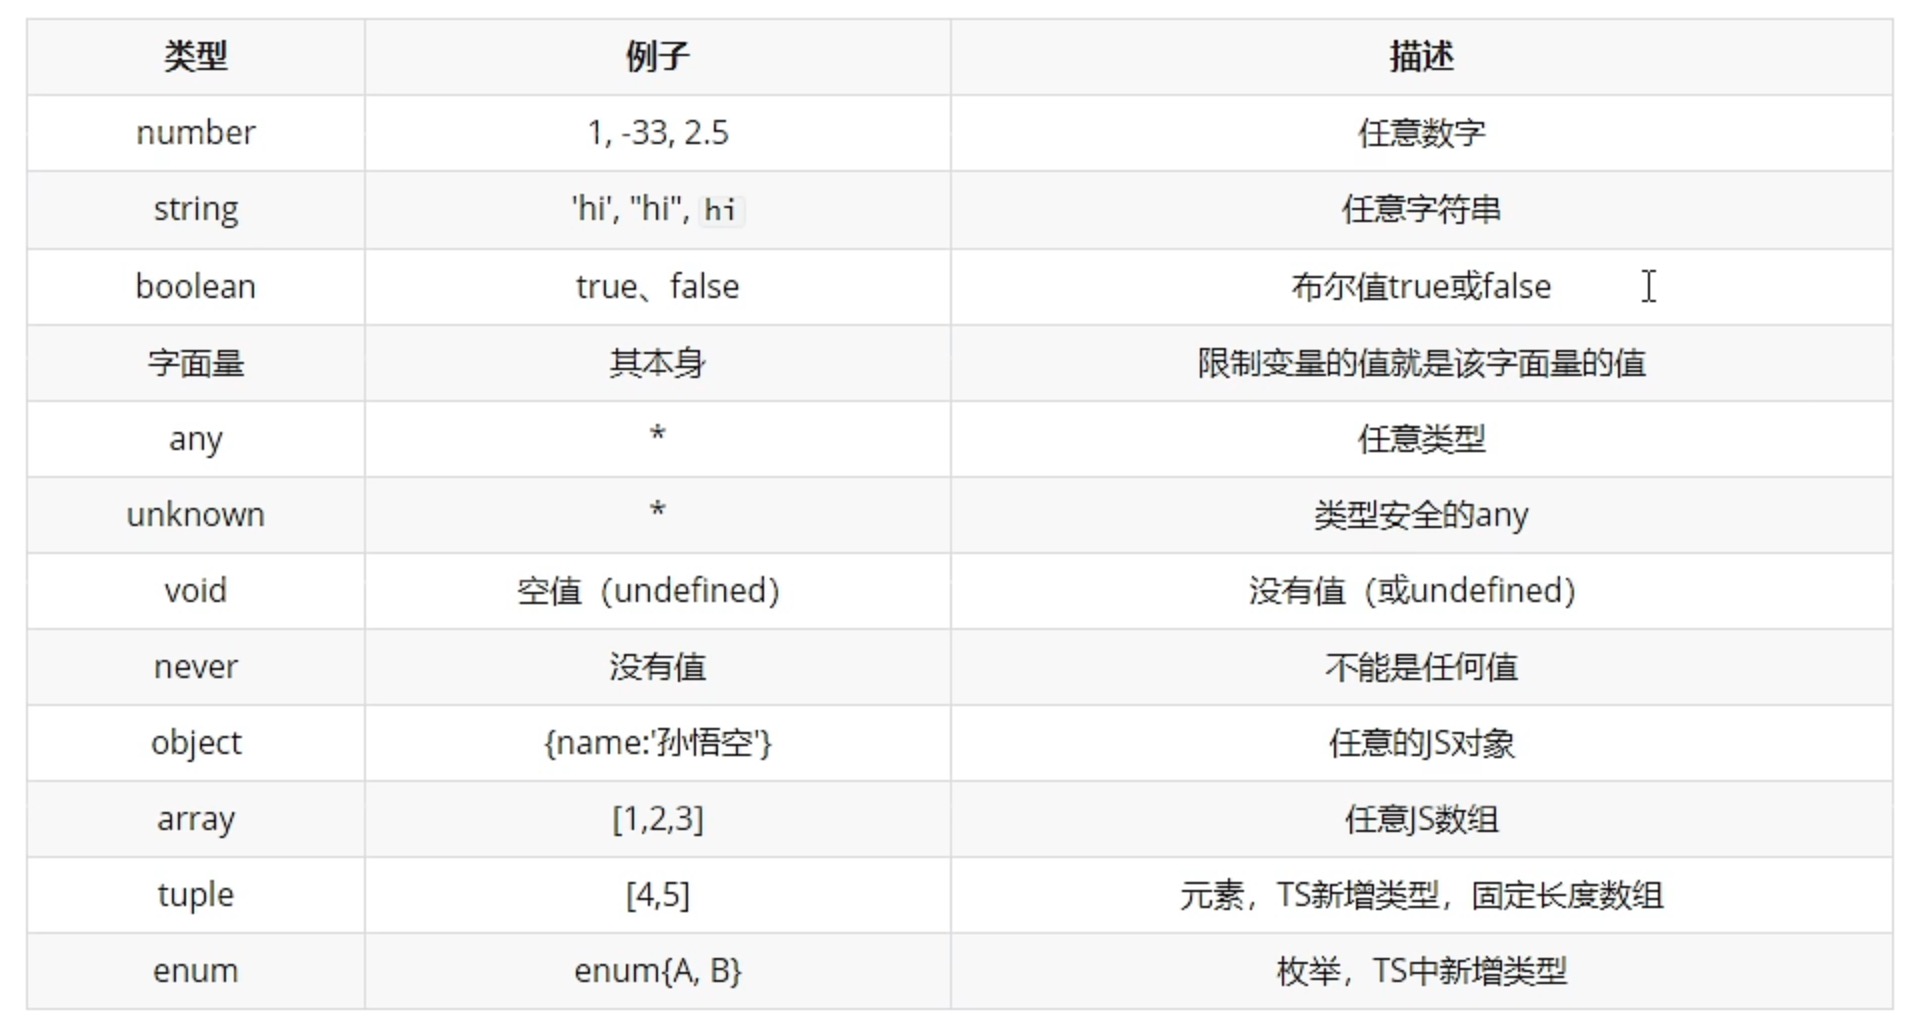 类型 例子 描述
number 1, -33, 2.5 任意数字
string 'hi', "hi", hi 任意字符串
boolean true、false 布尔值true或false
字面量 其本身 限制变量的值就是该字面量的值
any * 任意类型
unknown * 类型安全的any
void 空值（undefined） 没有值（或undefined）
never 没有值 不能是任何值
object {name:'孙悟空'} 任意的JS对象
array [1,2,3] 任意JS数组
tuple [4,5] 元素，TS新增类型，固定长度数组
enum enum{A, B} 枚举，TS中新增类型